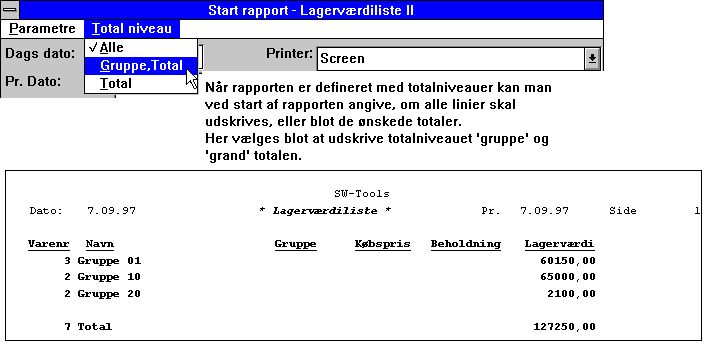 Start rapport - Lagerværdiliste II
Parametre Total niveau
Dags dato: Alle Printer: Screen
Gruppe,Total
Pr. Dato: Total
Når rapporten er defineret med totalniveauer kan man
ved start af rapporten angive, om alle linier skal
udskrives, eller blot de ønskede totaler.
Her vælges blot at udskrive totalniveauet 'gruppe' og
'grand' totalen.
SW-Tools
Dato: 7.09.97 * Lagerværdiliste * Pr. 7.09.97 Side 1
Varenr Navn Gruppe Købspris Beholdning Lagerværdi
3 Gruppe 01 60150,00
2 Gruppe 10 65000,00
2 Gruppe 20 2100,00
7 Total 127250,00